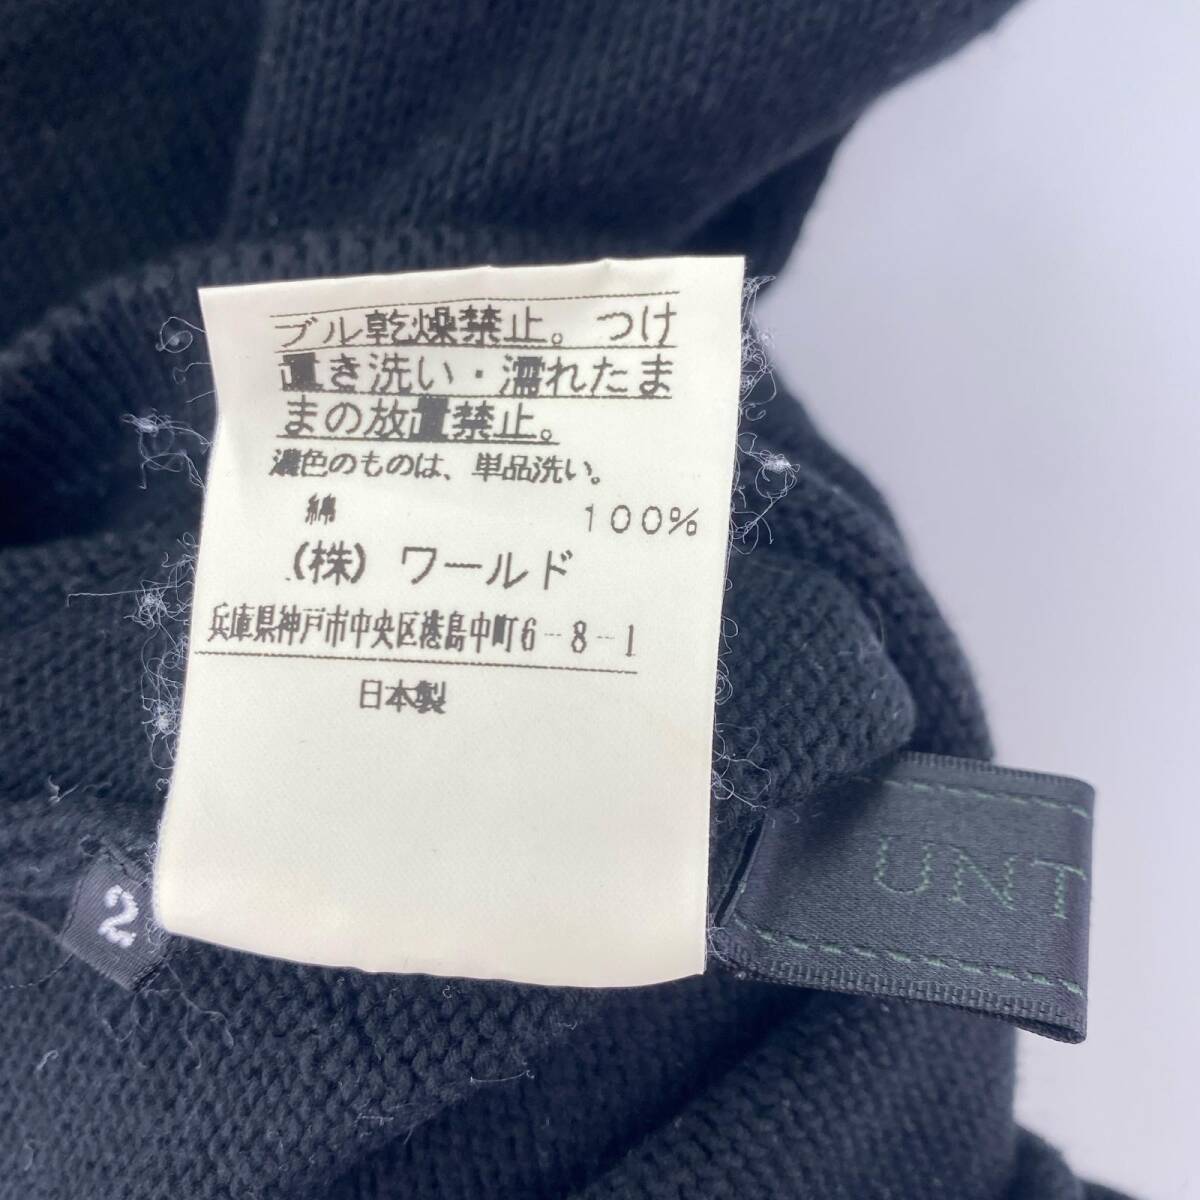 ブル乾燥禁止。つけ
置き洗い・濡れたま
まの放置禁止。
濃色のものは、単品洗い。
綿 100%
(株) ワールド
兵庫県神戸市中央区港島中町6-8-1
日本製
2
UNT